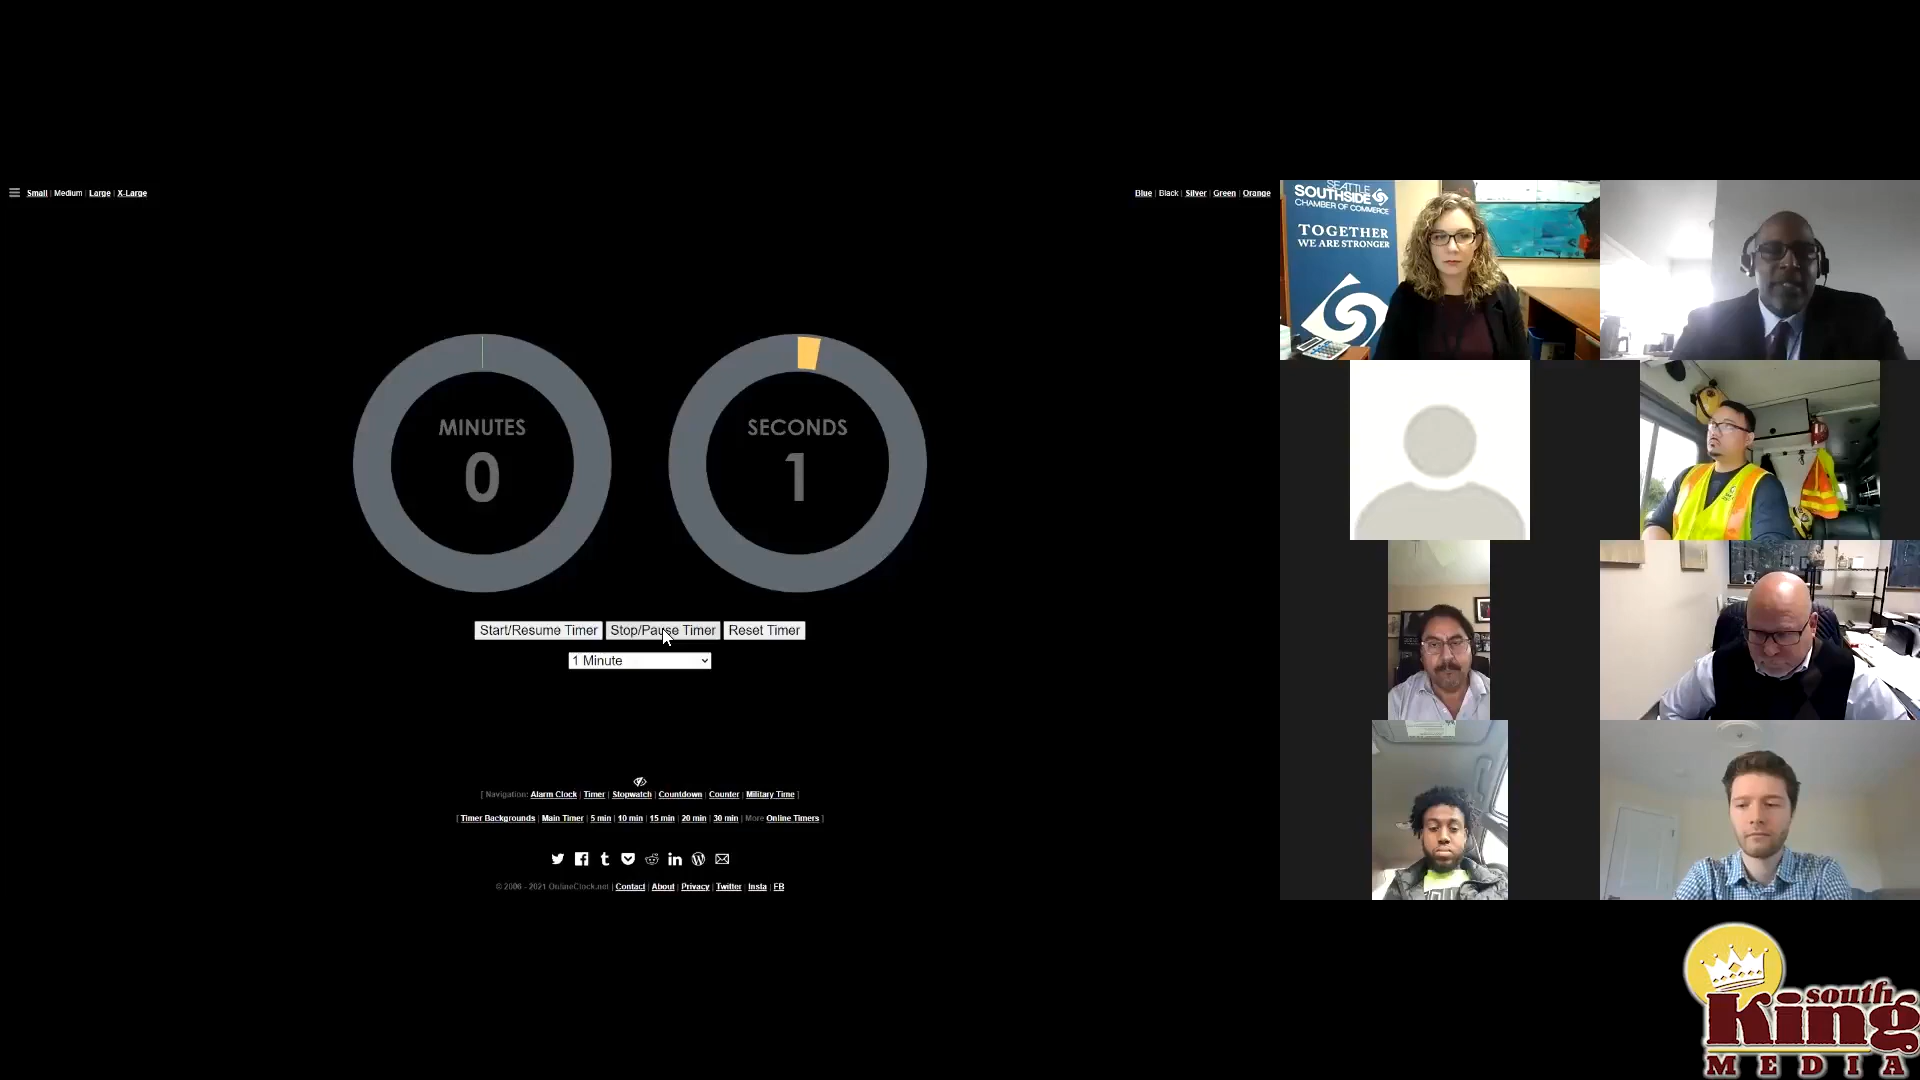 Small | Medium | Large | X-Large
Blue | Black | Silver | Green | Orange
SEATTLE
SOUTHSIDE
CHAMBER OF COMMERCE
TOGETHER
WE ARE STRONGER
MINUTES
0
SECONDS
1
Start/Resume Timer
Stop/Pause Timer
Reset Timer
1 Minute
[ Navigation: Alarm Clock | Timer | Stopwatch | Countdown | Counter | Military Time ]
[ Timer Backgrounds | Main Timer | 5 min | 10 min | 15 min | 20 min | 30 min | More Online Timers ]
© 2006 - 2021 OnlineClock.net | Contact | About | Privacy | Twitter | Insta | FB
south
King
MEDIA